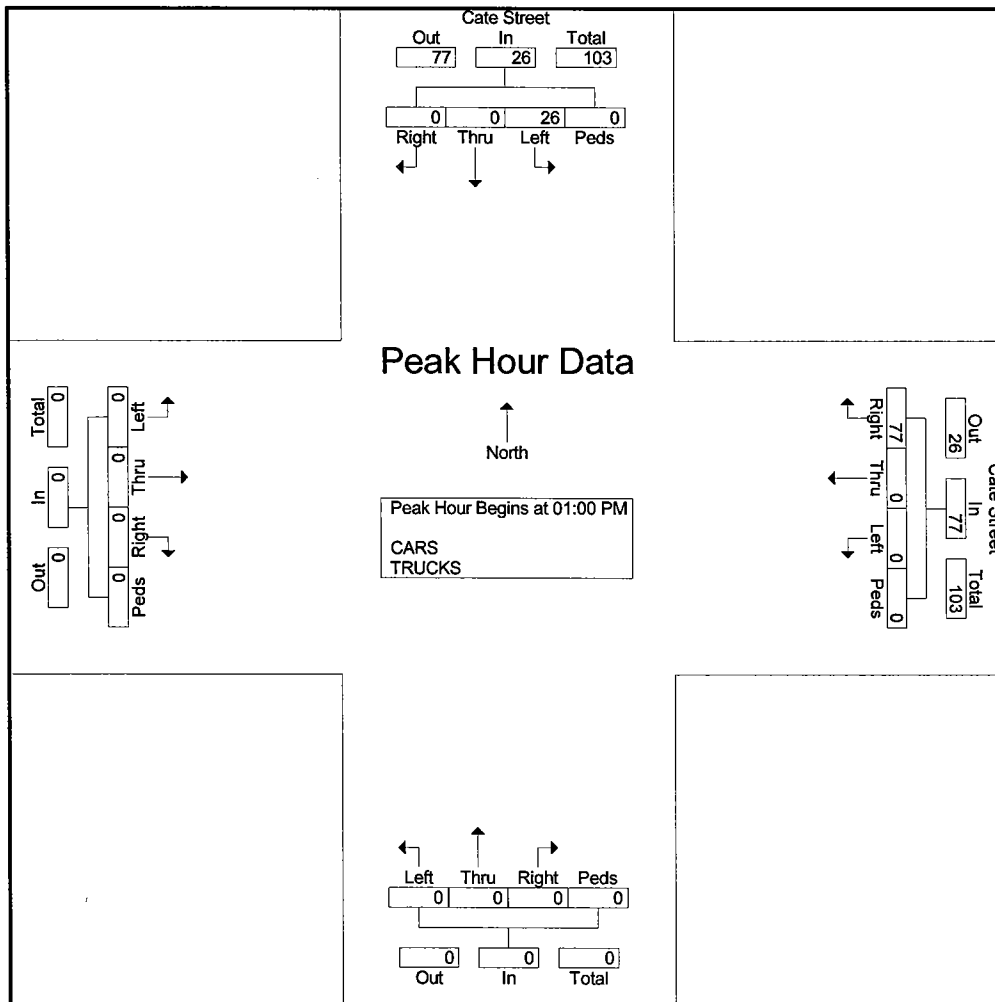 Cate Street
Out In Total
77 26 103
0 0 26 0
Right Thru Left Peds
Peak Hour Data
North
Peak Hour Begins at 01:00 PM
CARS
TRUCKS
Total In Out
0 0 0
0 0 0 0
Left Thru Right Peds
Cate Street
Out In Total
26 77 103
77 0 0 0
Right Thru Left Peds
Left Thru Right Peds
0 0 0 0
0 0 0
Out In Total